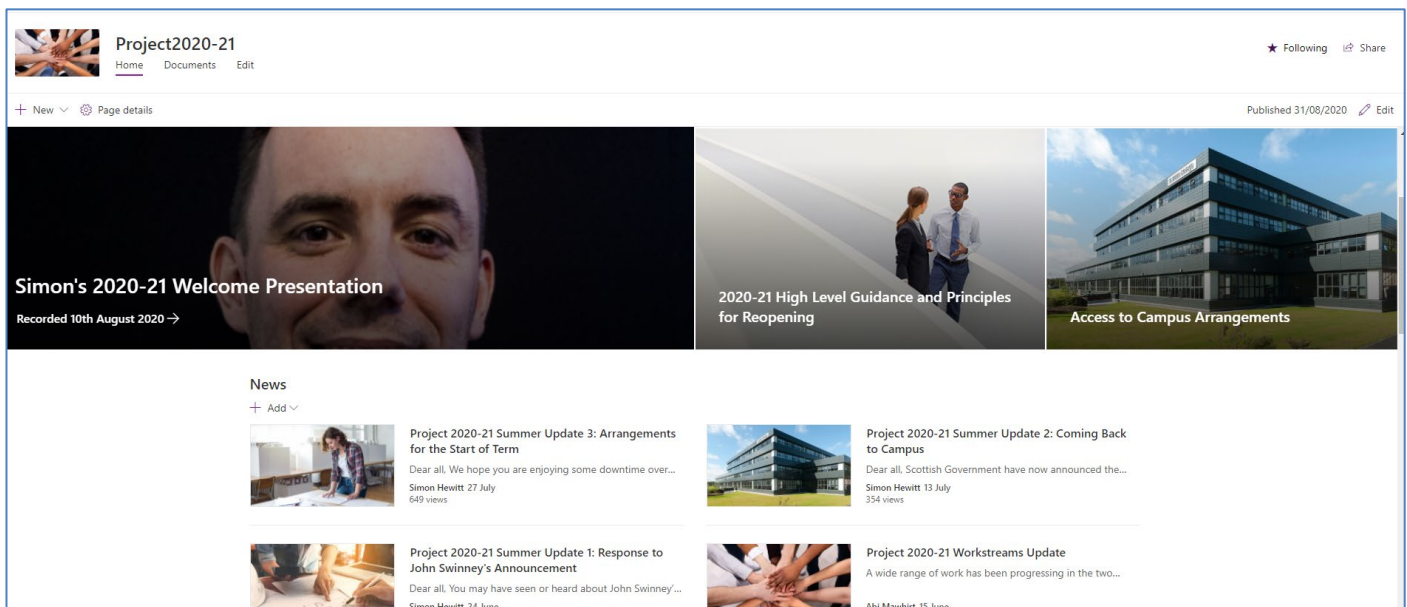 Project2020-21
Home Documents Edit
Following Share
New Page details
Published 31/08/2020 Edit
Simon's 2020-21 Welcome Presentation
Recorded 10th August 2020 →
2020-21 High Level Guidance and Principles
for Reopening
Access to Campus Arrangements
News
Add
Project 2020-21 Summer Update 3: Arrangements
for the Start of Term
Dear all, We hope you are enjoying some downtime over...
Simon Hewitt 27 July
649 views
Project 2020-21 Summer Update 2: Coming Back
to Campus
Dear all, Scottish Government have now announced the...
Simon Hewitt 13 July
354 views
Project 2020-21 Summer Update 1: Response to
John Swinney's Announcement
Dear all, You may have seen or heard about John Swinney'...
Simon Hewitt 24 June
Project 2020-21 Workstreams Update
A wide range of work has been progressing in the two...
Abi Mawhirt 15 June